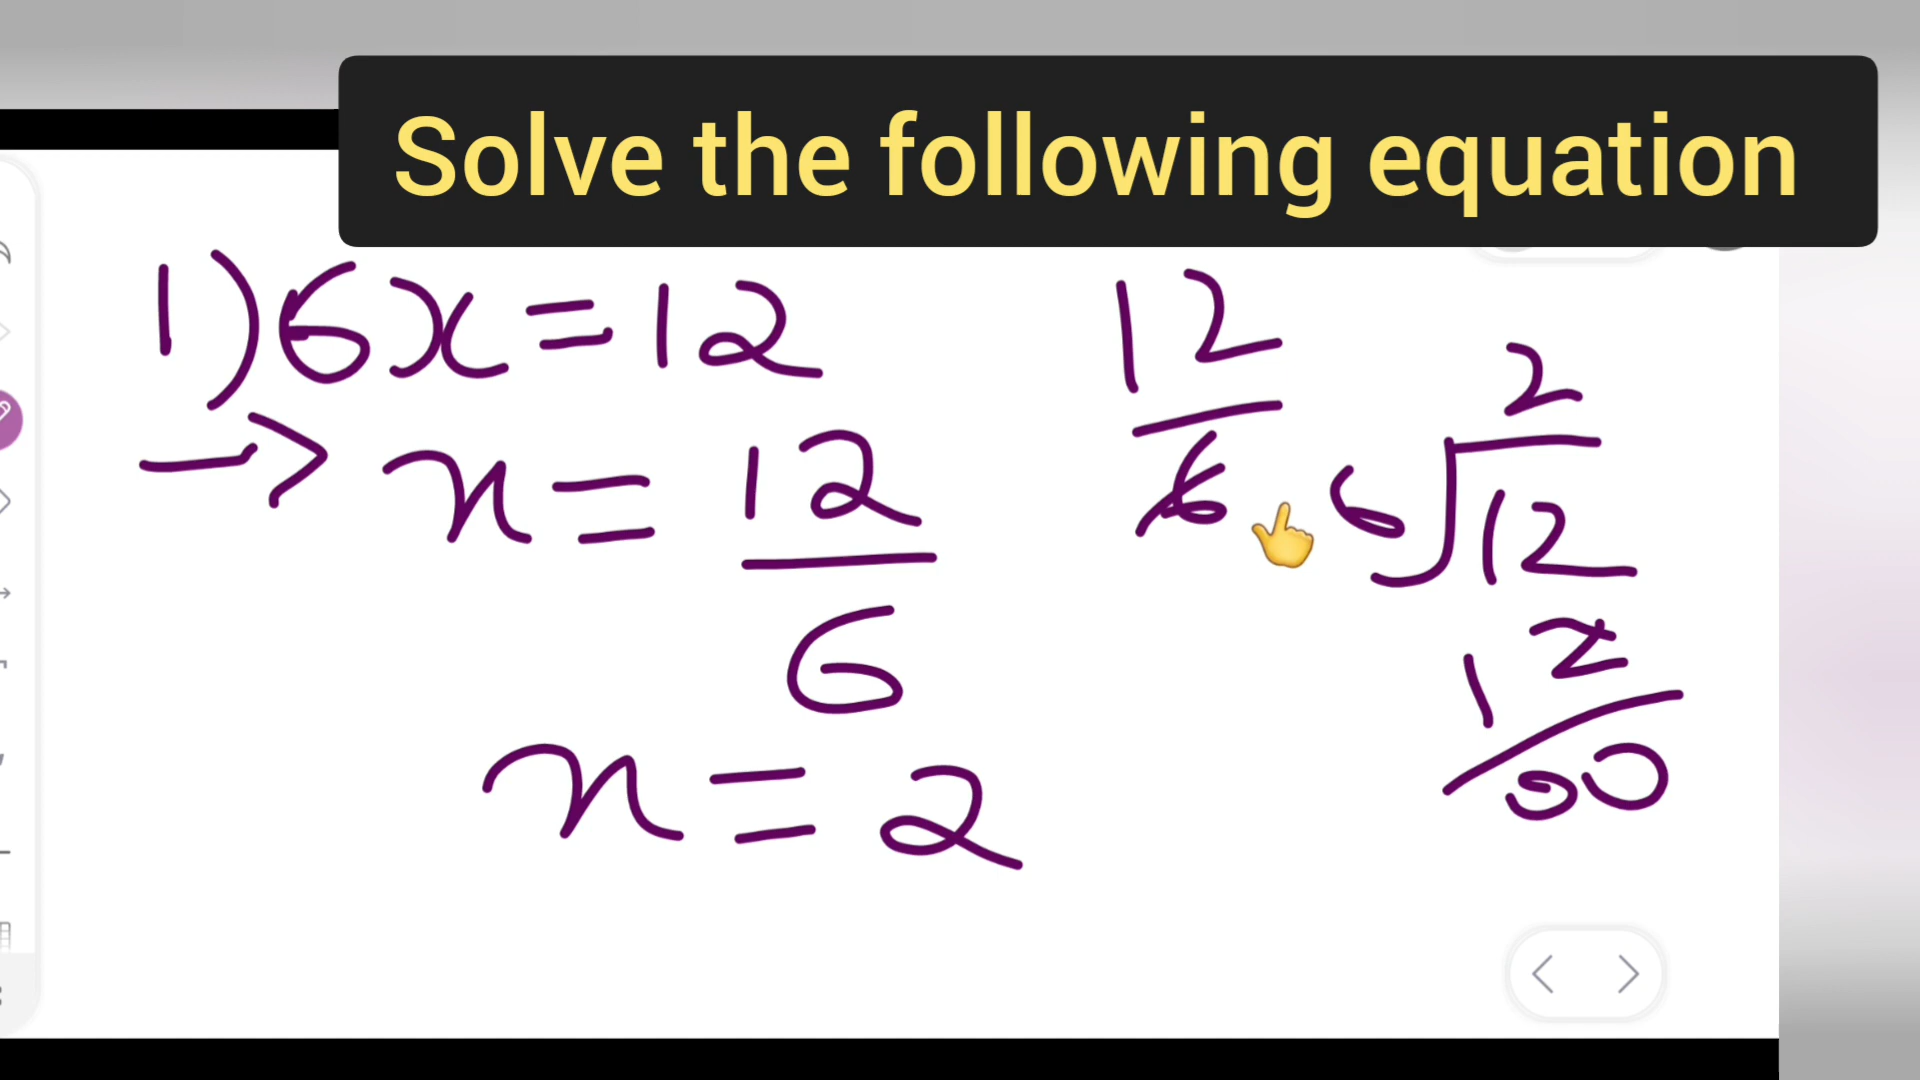 Solve the following equation
1) 6x = 12
→ x = 12
6
x = 2
12
6
2
6 12
12
00